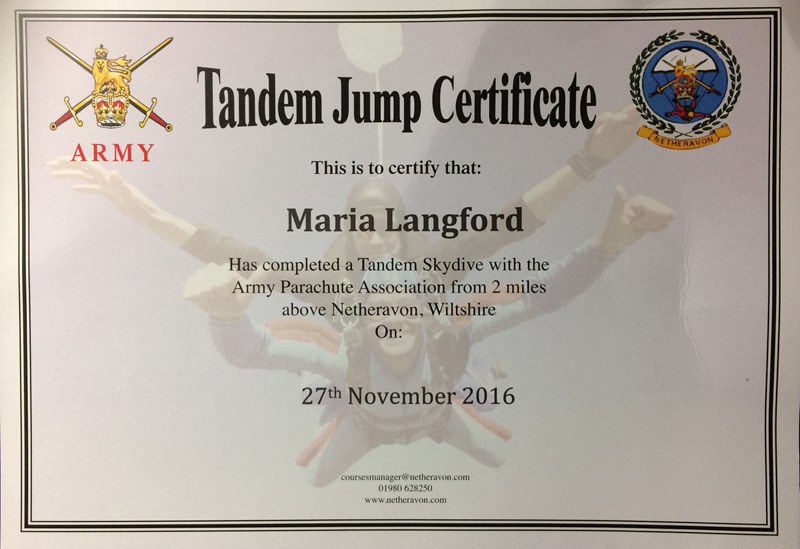 Tandem Jump Certificate
ARMY
NETHERAVON
This is to certify that:
Maria Langford
Has completed a Tandem Skydive with the
Army Parachute Association from 2 miles
above Netheravon, Wiltshire
On:
27th November 2016
coursesmanager@netheravon.com
01980 628250
www.netheravon.com